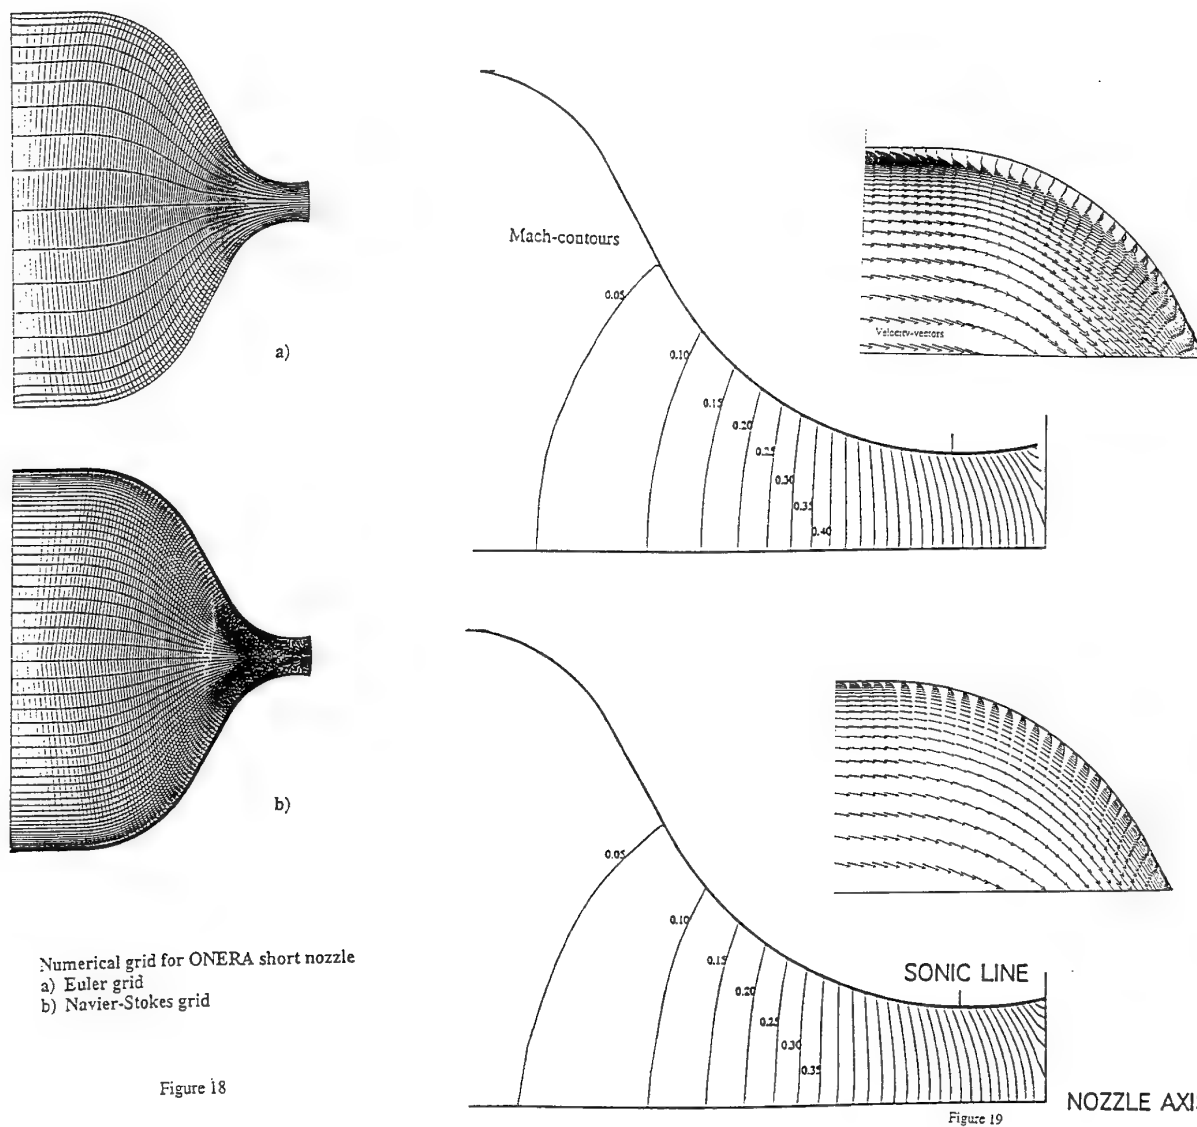 a)
b)
Numerical grid for ONERA short nozzle
a) Euler grid
b) Navier-Stokes grid
Figure 18
Mach-contours
0.05
0.10
0.15
0.20
0.25
0.30
0.35
0.40
Velocity-vectors
0.05
0.10
0.15
0.20
0.25
0.30
0.35
SONIC LINE
Figure 19